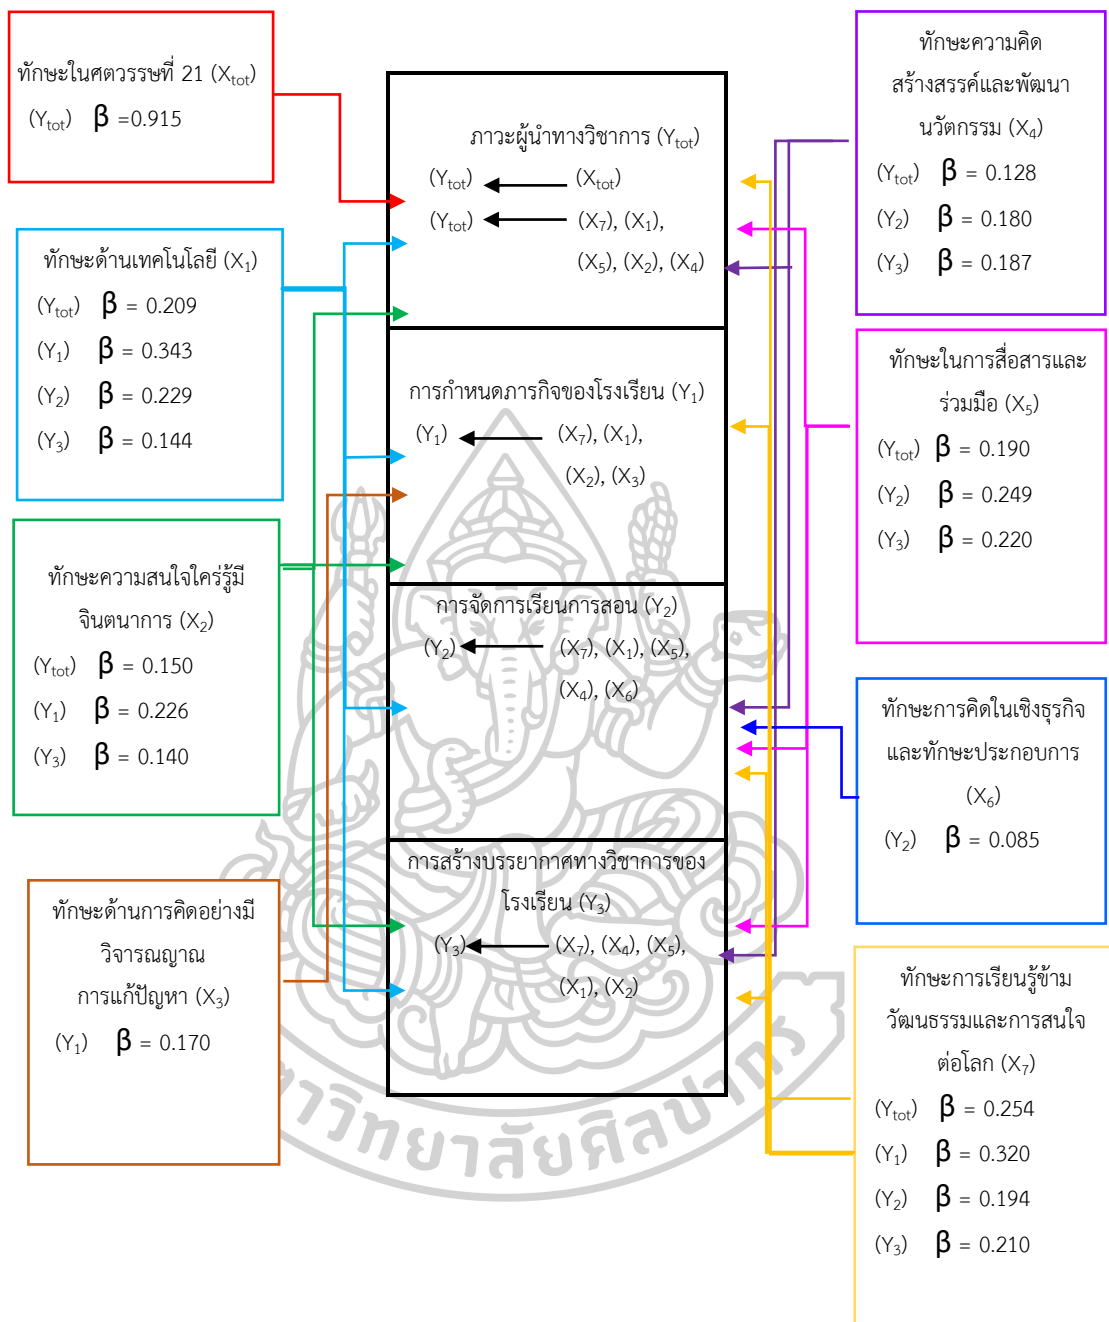 ทักษะในศตวรรษที่ 21 (Xtot)
(Ytot) β =0.915
ทักษะด้านเทคโนโลยี (X1)
(Ytot) β = 0.209
(Y1) β = 0.343
(Y2) β = 0.229
(Y3) β = 0.144
ทักษะความสนใจใคร่รู้มี
จินตนาการ (X2)
(Ytot) β = 0.150
(Y1) β = 0.226
(Y3) β = 0.140
ทักษะด้านการคิดอย่างมี
วิจารณญาณ
การแก้ปัญหา (X3)
(Y1) β = 0.170
ภาวะผู้นำทางวิชาการ (Ytot)
(Ytot) (Xtot)
(Ytot) (X7), (X1),
(X5), (X2), (X4)
การกำหนดภารกิจของโรงเรียน (Y1)
(Y1) (X7), (X1),
(X2), (X3)
การจัดการเรียนการสอน (Y2)
(Y2) (X7), (X1), (X5),
(X4), (X6)
การสร้างบรรยากาศทางวิชาการของ
โรงเรียน (Y3)
(Y3) (X7), (X4), (X5),
(X1), (X2)
ทักษะความคิด
สร้างสรรค์และพัฒนา
นวัตกรรม (X4)
(Ytot) β = 0.128
(Y2) β = 0.180
(Y3) β = 0.187
ทักษะในการสื่อสารและ
ร่วมมือ (X5)
(Ytot) β = 0.190
(Y2) β = 0.249
(Y3) β = 0.220
ทักษะการคิดในเชิงธุรกิจ
และทักษะประกอบการ
(X6)
(Y2) β = 0.085
ทักษะการเรียนรู้ข้าม
วัฒนธรรมและการสนใจ
ต่อโลก (X7)
(Ytot) β = 0.254
(Y1) β = 0.320
(Y2) β = 0.194
(Y3) β = 0.210